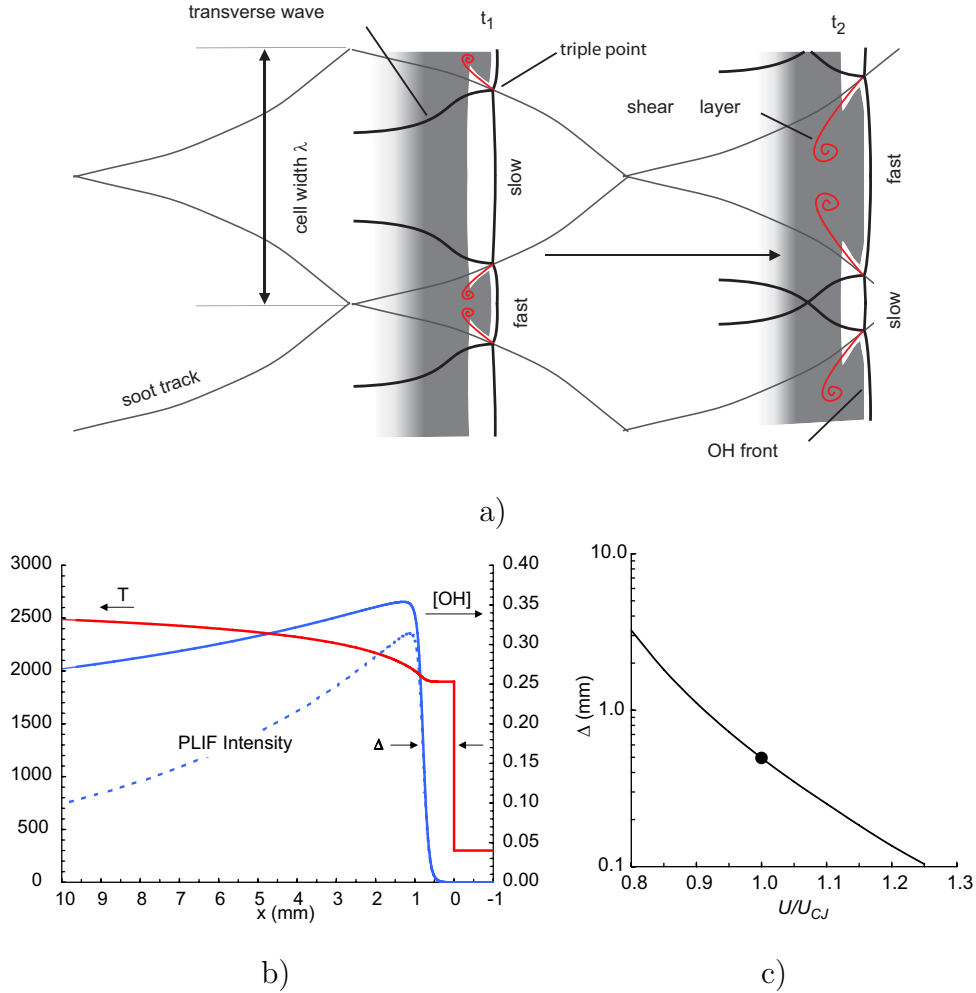 transverse wave
t1
t2
triple point
shear layer
cell width λ
slow
fast
fast
slow
soot track
OH front
a)
3000
2500
2000
1500
1000
500
0
T
[OH]
PLIF Intensity
Δ
0.40
0.35
0.30
0.25
0.20
0.15
0.10
0.05
0.00
10 9 8 7 6 5 4 3 2 1 0 -1
x (mm)
b)
10.0
1.0
0.1
Δ (mm)
0.8 0.9 1.0 1.1 1.2 1.3
U/UCJ
c)